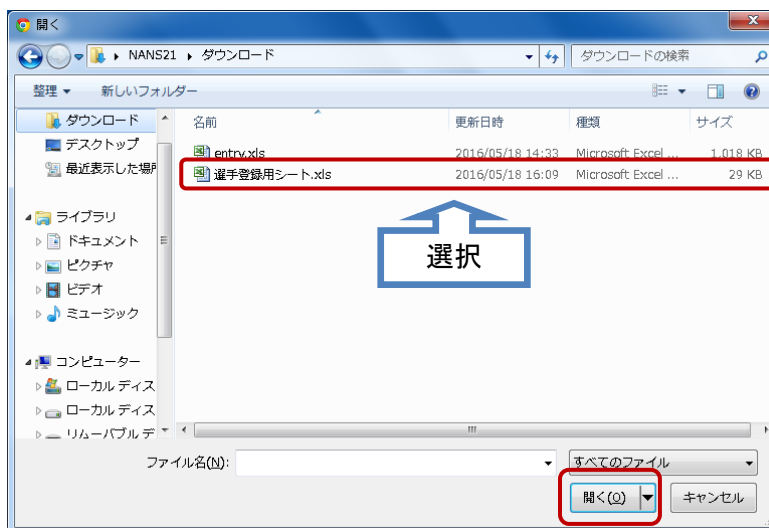 開く
NANS21 ダウンロード ダウンロードの検索
整理 新しいフォルダー
ダウンロード
デスクトップ
最近表示した場所
ライブラリ
ドキュメント
ピクチャ
ビデオ
ミュージック
コンピューター
ローカル ディス
ローカル ディス
リムーバブル デ
名前 更新日時 種類 サイズ
entry.xls 2016/05/18 14:33 Microsoft Excel ... 1,018 KB
選手登録用シート.xls 2016/05/18 16:09 Microsoft Excel ... 29 KB
選択
ファイル名(N): すべてのファイル
開く(O) キャンセル